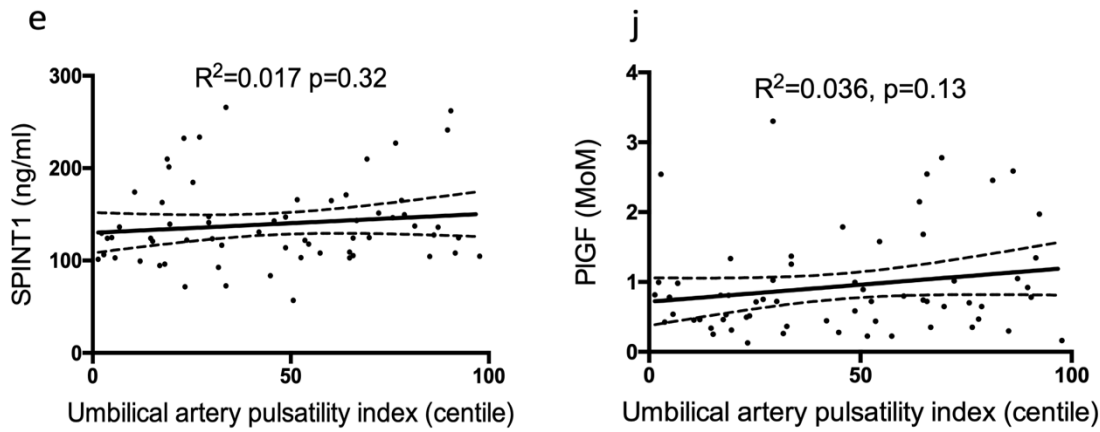 e
R²=0.017 p=0.32
300
200
100
0
SPINT1 (ng/ml)
0 50 100
Umbilical artery pulsatility index (centile)
j
R²=0.036, p=0.13
4
3
2
1
0
PlGF (MoM)
0 50 100
Umbilical artery pulsatility index (centile)